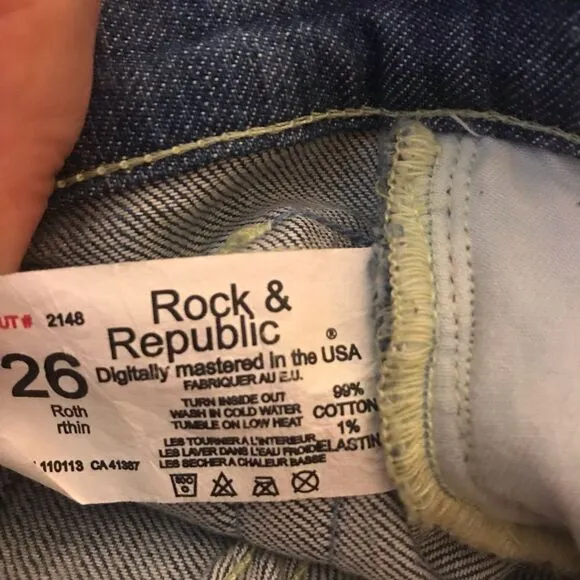 UT# 2148
Rock &
Republic ®
Digitally mastered in the USA
FABRIQUER AU E.U.
26
Roth
rthin
TURN INSIDE OUT
WASH IN COLD WATER
TUMBLE ON LOW HEAT
99%
COTTON
1%
ELASTIN
LES TOURNIER A L'INTERIEUR
LES LAVER DANS L'EAU FROIDE
LES SECHER A CHALEUR BASSE
110113 CA 41387